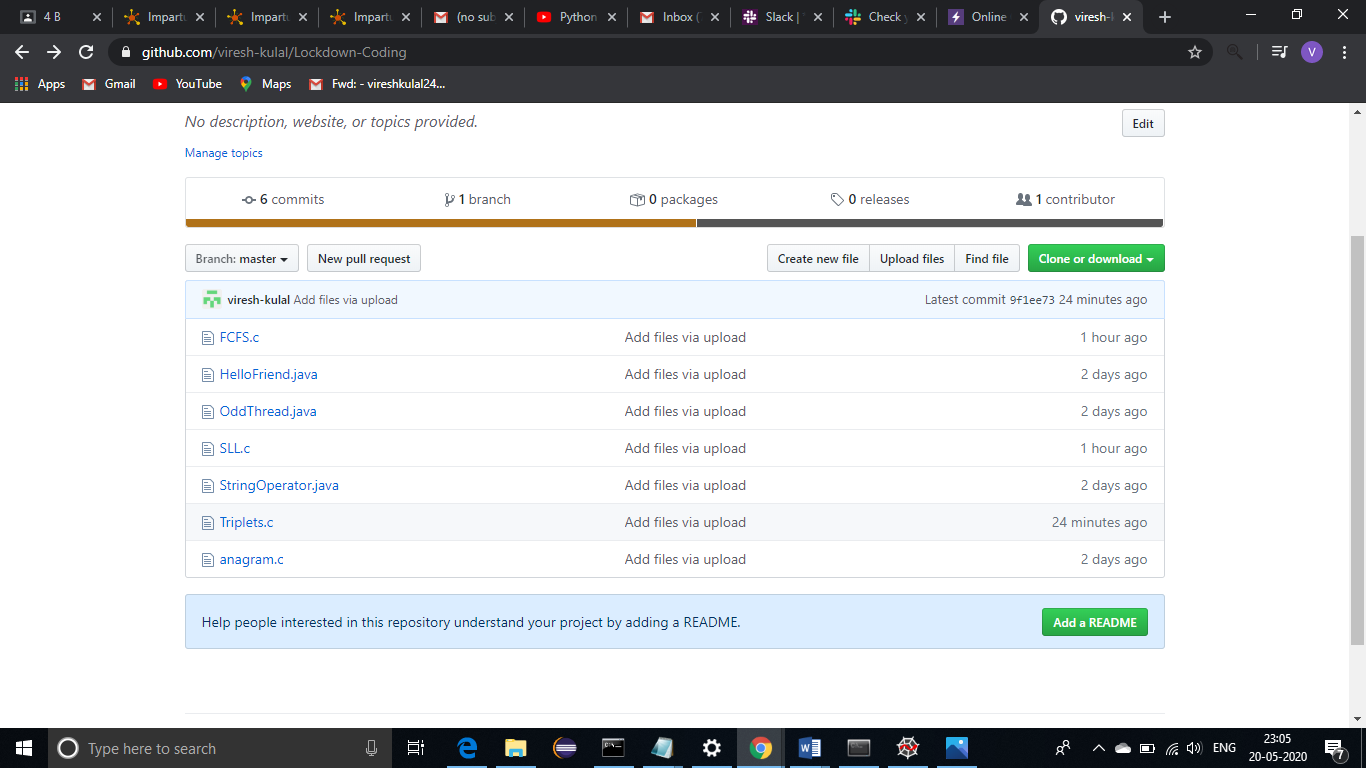 4 B
Impart
Impart
Impart
(no sub
Python
Inbox (
Slack |
Check y
Online
viresh-k
github.com/viresh-kulal/Lockdown-Coding
V
Apps
Gmail
YouTube
Maps
Fwd: - vireshkulal24...
No description, website, or topics provided.
Edit
Manage topics
6 commits
1 branch
0 packages
0 releases
1 contributor
Branch: master
New pull request
Create new file
Upload files
Find file
Clone or download
viresh-kulal Add files via upload
Latest commit 9f1ee73 24 minutes ago
FCFS.c Add files via upload 1 hour ago
HelloFriend.java Add files via upload 2 days ago
OddThread.java Add files via upload 2 days ago
SLL.c Add files via upload 1 hour ago
StringOperator.java Add files via upload 2 days ago
Triplets.c Add files via upload 24 minutes ago
anagram.c Add files via upload 2 days ago
Help people interested in this repository understand your project by adding a README.
Add a README
Type here to search
ENG
23:05
20-05-2020
7